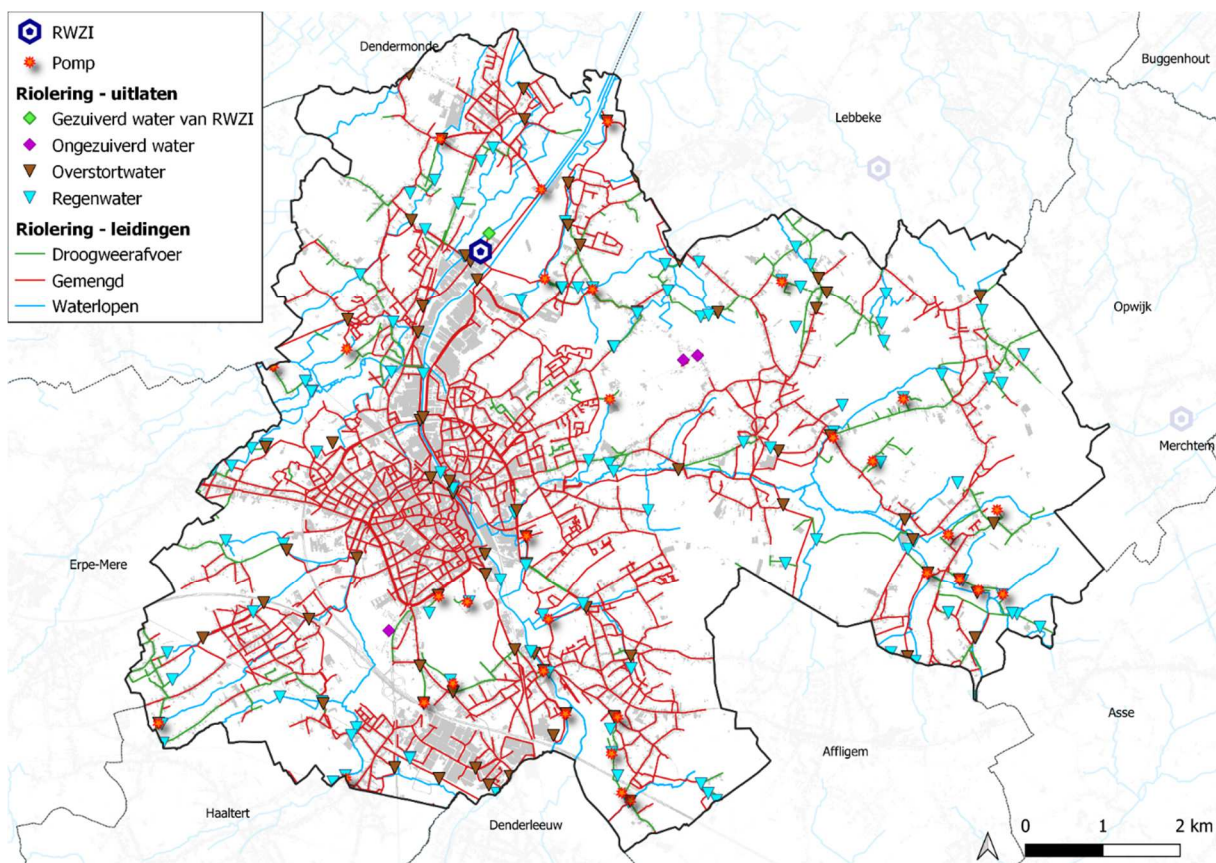 RWZI
Pomp
Riolering - uitlaten
Gezuiverd water van RWZI
Ongezuiverd water
Overstortwater
Regenwater
Riolering - leidingen
Droogweerafvoer
Gemengd
Waterlopen
Dendermonde
Buggenhout
Lebbeke
Opwijk
Merchtem
Erpe-Mere
Asse
Affligem
Haaltert
Denderleeuw
0 1 2 km